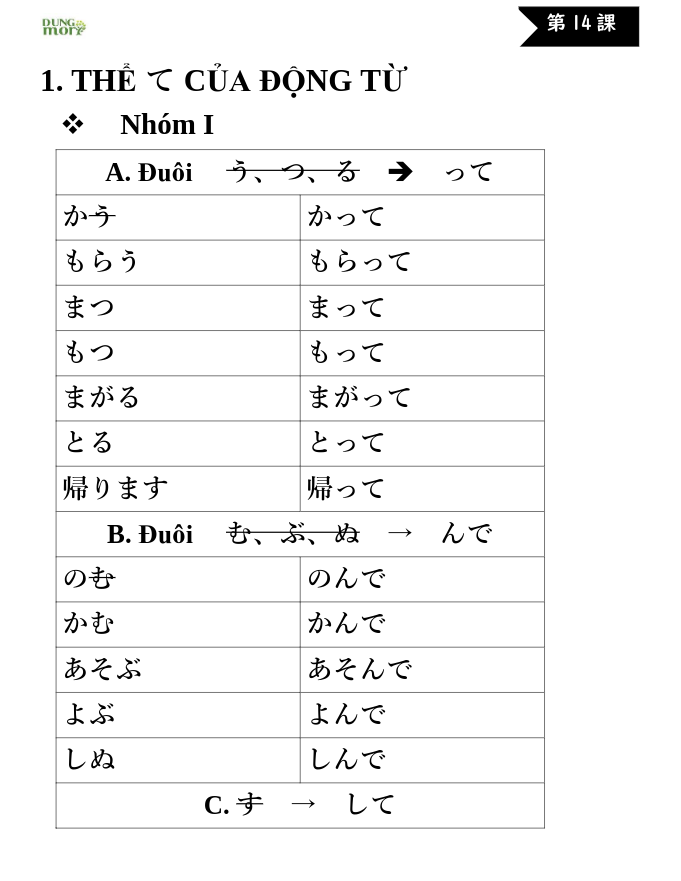 DUNG
mori
第 14 課
1. THỂ て CỦA ĐỘNG TỪ
❖ Nhóm I
A. Đuôi う、つ、る ➔ って
かう かって
もらう もらって
まつ まって
もつ もって
まがる まがって
とる とって
帰ります 帰って
B. Đuôi む、ぶ、ぬ → んで
のむ のんで
かむ かんで
あそぶ あそんで
よぶ よんで
しぬ しんで
C. す → して